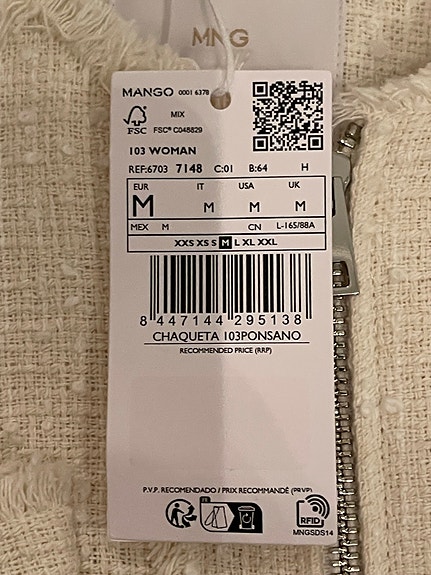 MNG
MANGO 0001 6378
MIX
FSC FSC® C048829
103 WOMAN
REF:6703 7148 C:01 B:64 H
EUR IT USA UK
M M M M
MEX M CN L-165/88A
XXS XS S M L XL XXL
8 447144 295138
CHAQUETA 103PONSANO
RECOMMENDED PRICE (RRP)
P.V.P. RECOMENDADO / PRIX RECOMMANDÉ (PRVP)
FR
RFID
MNGSDS14